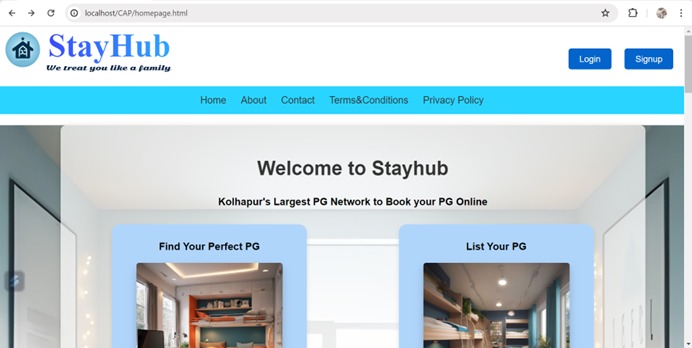 localhost/CAP/homepage.html
StayHub
We treat you like a family
Login Signup
Home About Contact Terms&Conditions Privacy Policy
Welcome to Stayhub
Kolhapur's Largest PG Network to Book your PG Online
Find Your Perfect PG List Your PG